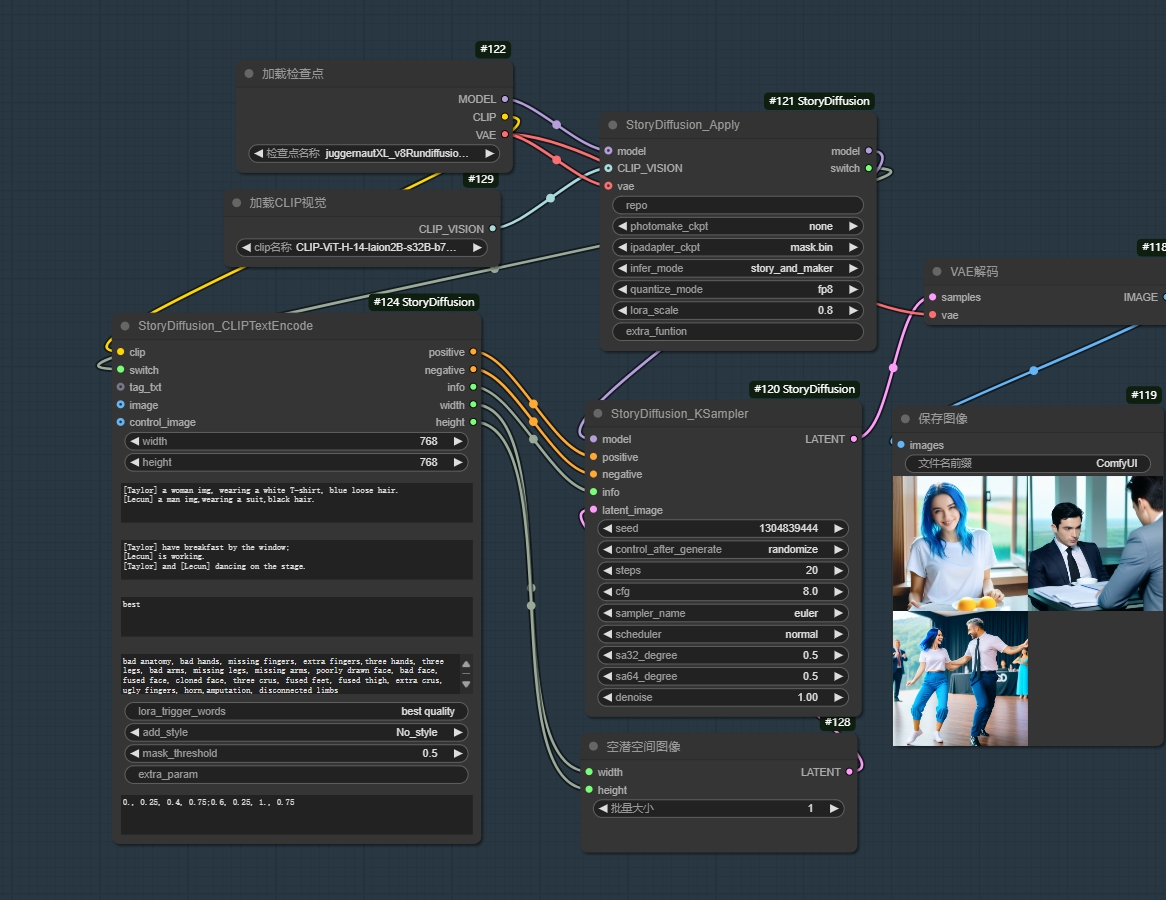 #122
加载检查点
MODEL
CLIP
VAE
检查点名称 juggernautXL_v8Rundiffusio...
#129
加载CLIP视觉
CLIP_VISION
clip名称 CLIP-ViT-H-14-laion2B-s32B-b7...
#121 StoryDiffusion
StoryDiffusion_Apply
model model
CLIP_VISION switch
vae
repo
photomake_ckpt none
ipadapter_ckpt mask.bin
infer_mode story_and_maker
quantize_mode fp8
lora_scale 0.8
extra_funtion
#118
VAE解码
samples IMAGE
vae
#124 StoryDiffusion
StoryDiffusion_CLIPTextEncode
clip positive
switch negative
tag_txt info
image width
control_image height
width 768
height 768
[Taylor] a woman img, wearing a white T-shirt, blue loose hair.
[Lecun] a man img,wearing a suit,black hair.
[Taylor] have breakfast by the window;
[Lecun] is working.
[Taylor] and [Lecun] dancing on the stage.
best
bad anatomy, bad hands, missing fingers, extra fingers,three hands, three
legs, bad arms,missing legs, missing arms, poorly drawn face, bad face,
fused face, cloned face, three crus, fused feet, fused thigh, extra crus,
ugly fingers, horn,amputation, disconnected limbs
lora_trigger_words best quality
add_style No_style
mask_threshold 0.5
extra_param
0., 0.25, 0.4, 0.75;0.6, 0.25, 1., 0.75
#120 StoryDiffusion
StoryDiffusion_KSampler
model LATENT
positive
negative
info
latent_image
seed 1304839444
control_after_generate randomize
steps 20
cfg 8.0
sampler_name euler
scheduler normal
sa32_degree 0.5
sa64_degree 0.5
denoise 1.00
#128
空潜空间图像
width LATENT
height
批量大小 1
#119
保存图像
images
文件名前缀 ComfyUI